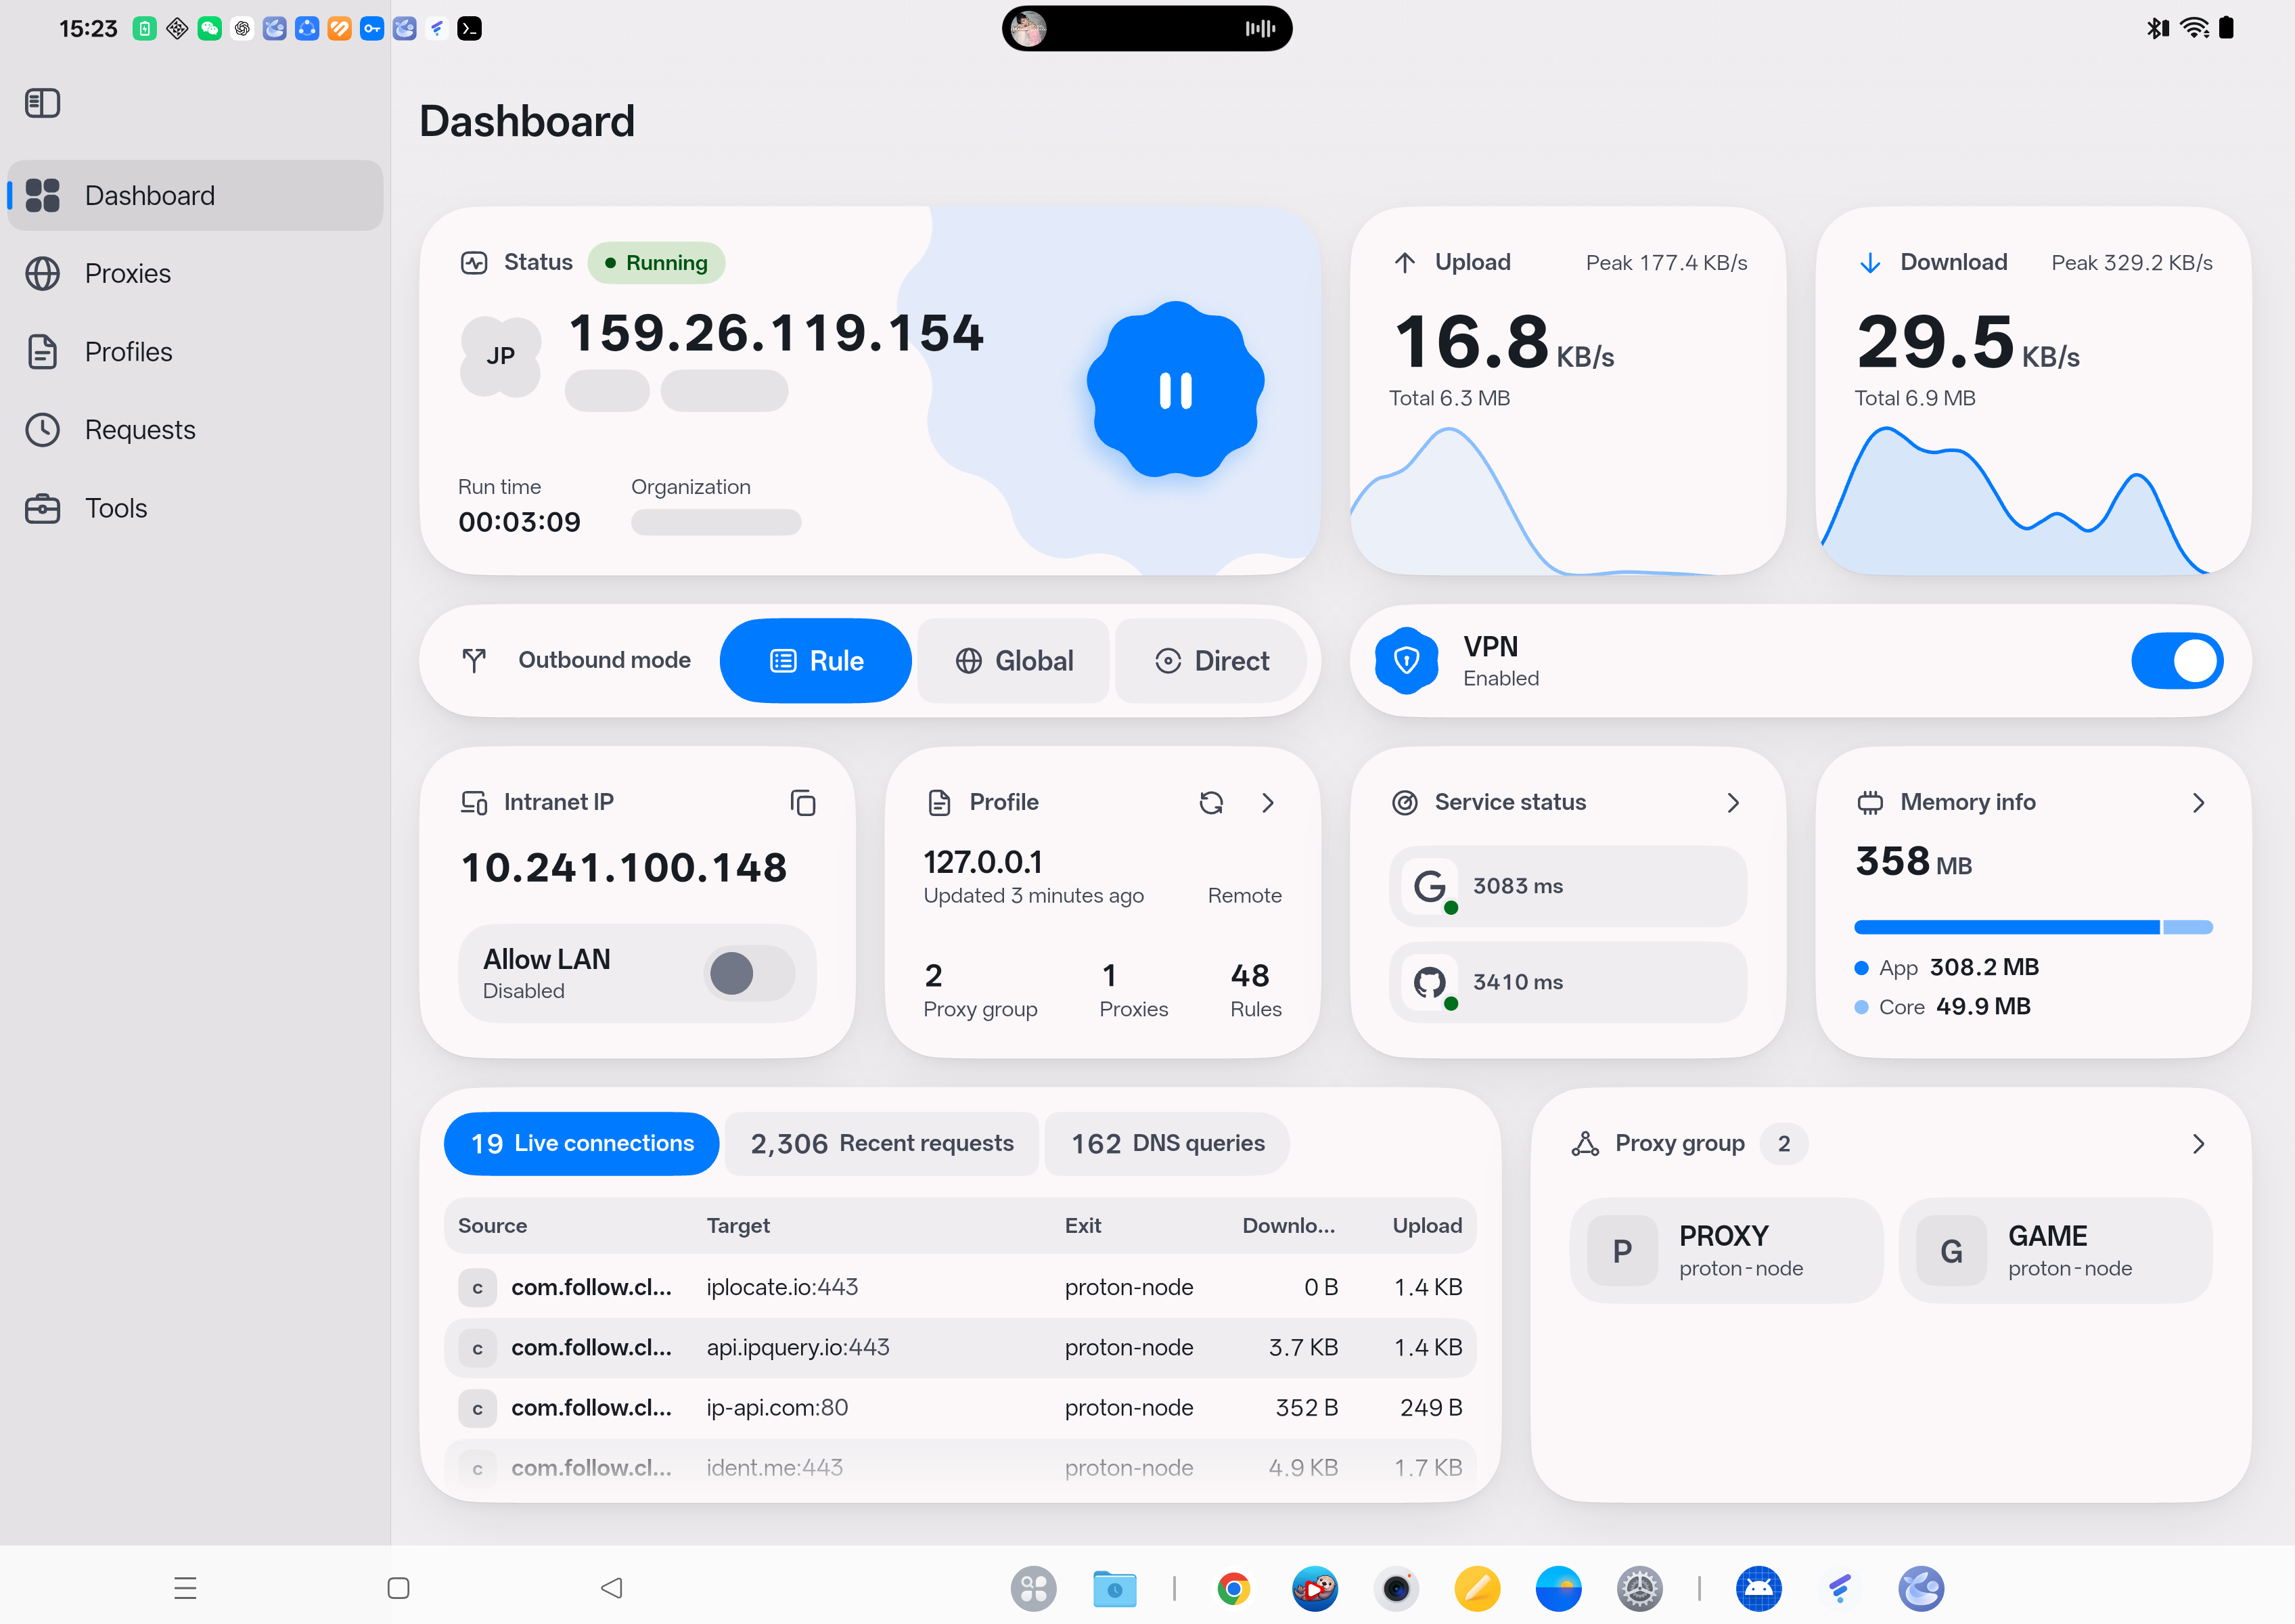 15:23
Dashboard
Dashboard
Proxies
Profiles
Requests
Tools
Status
Running
JP
159.26.119.154
Run time
00:03:09
Organization
Upload
Peak 177.4 KB/s
16.8 KB/s
Total 6.3 MB
Download
Peak 329.2 KB/s
29.5 KB/s
Total 6.9 MB
Outbound mode
Rule
Global
Direct
VPN
Enabled
Intranet IP
10.241.100.148
Allow LAN
Disabled
Profile
127.0.0.1
Updated 3 minutes ago
Remote
2
Proxy group
1
Proxies
48
Rules
Service status
3083 ms
3410 ms
Memory info
358 MB
App 308.2 MB
Core 49.9 MB
19 Live connections
2,306 Recent requests
162 DNS queries
Source Target Exit Downlo... Upload
c com.follow.cl... iplocate.io:443 proton-node 0 B 1.4 KB
c com.follow.cl... api.ipquery.io:443 proton-node 3.7 KB 1.4 KB
c com.follow.cl... ip-api.com:80 proton-node 352 B 249 B
c com.follow.cl... ident.me:443 proton-node 4.9 KB 1.7 KB
Proxy group 2
P
PROXY
proton-node
G
GAME
proton-node